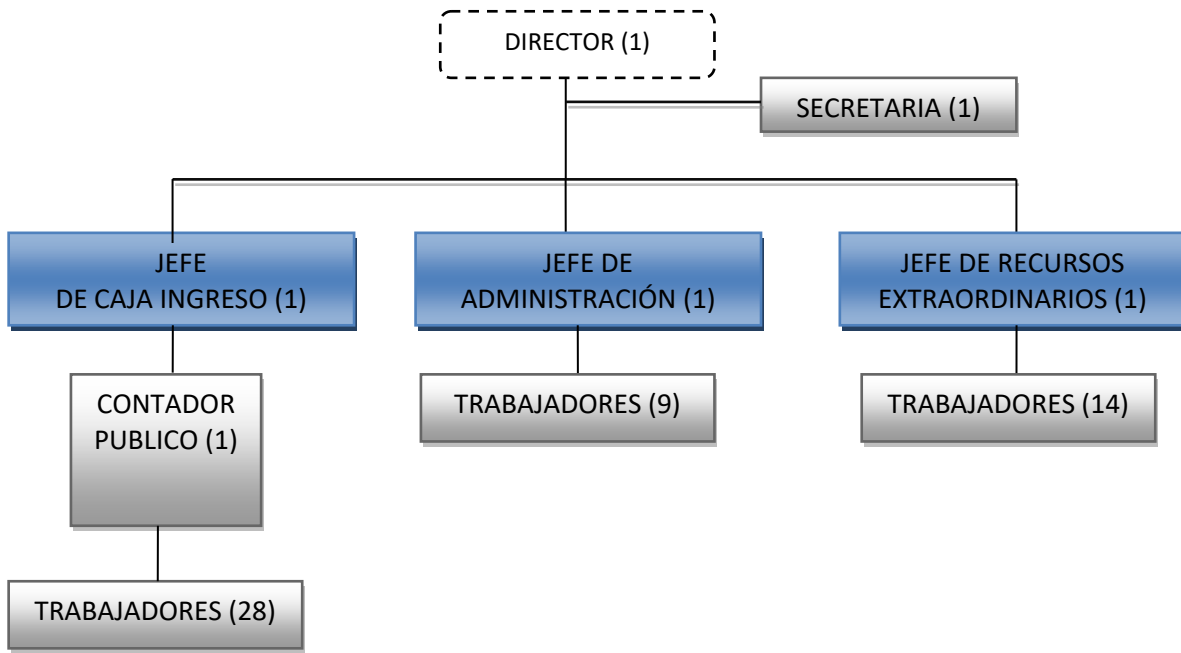 DIRECTOR (1)
SECRETARIA (1)
JEFE
DE CAJA INGRESO (1)
JEFE DE
ADMINISTRACIÓN (1)
JEFE DE RECURSOS
EXTRAORDINARIOS (1)
CONTADOR
PUBLICO (1)
TRABAJADORES (9)
TRABAJADORES (14)
TRABAJADORES (28)